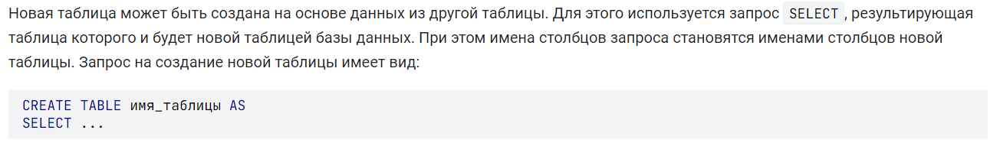 Новая таблица может быть создана на основе данных из другой таблицы. Для этого используется запрос SELECT, результирующая
таблица которого и будет новой таблицей базы данных. При этом имена столбцов запроса становятся именами столбцов новой
таблицы. Запрос на создание новой таблицы имеет вид:
CREATE TABLE имя_таблицы AS
SELECT ...